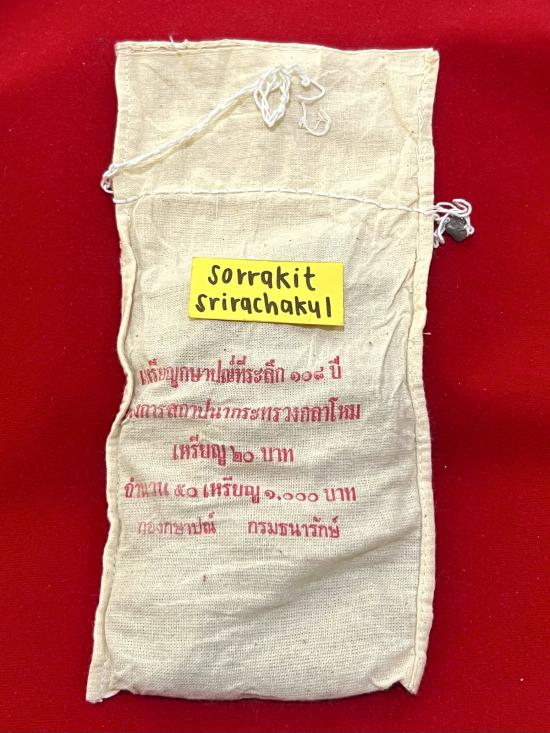 sorrakit
srirachakul
เหรียญกษาปณ์ที่ระลึก ๑๐๘ ปี
แห่งการสถาปนากระทรวงกลาโหม
เหรียญ ๒๐ บาท
จำนวน ๕๐ เหรียญ ๑,๐๐๐ บาท
กองกษาปณ์ กรมธนารักษ์